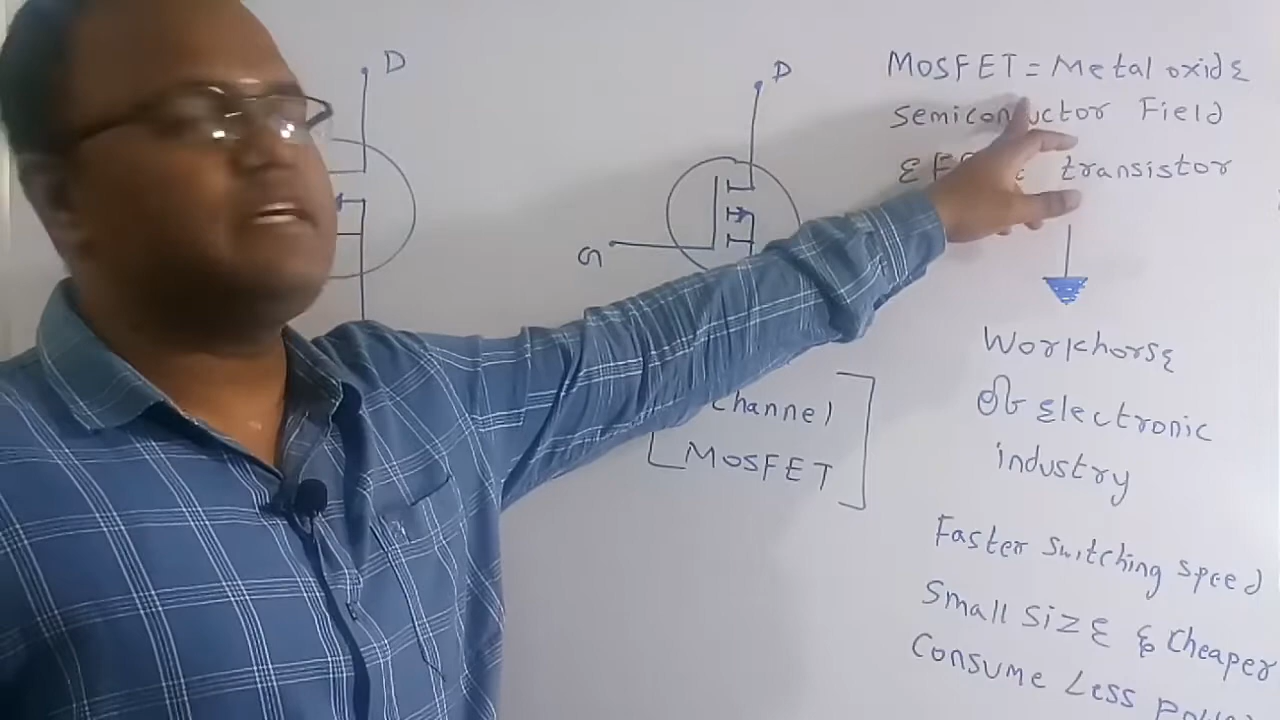 D
D
MOSFET = Metal oxide
semiconductor Field
transistor
G
Workhorse
Of Electronic
industry
channel
MOSFET
Faster Switching Speed
Small Size & Cheaper
Consume Less